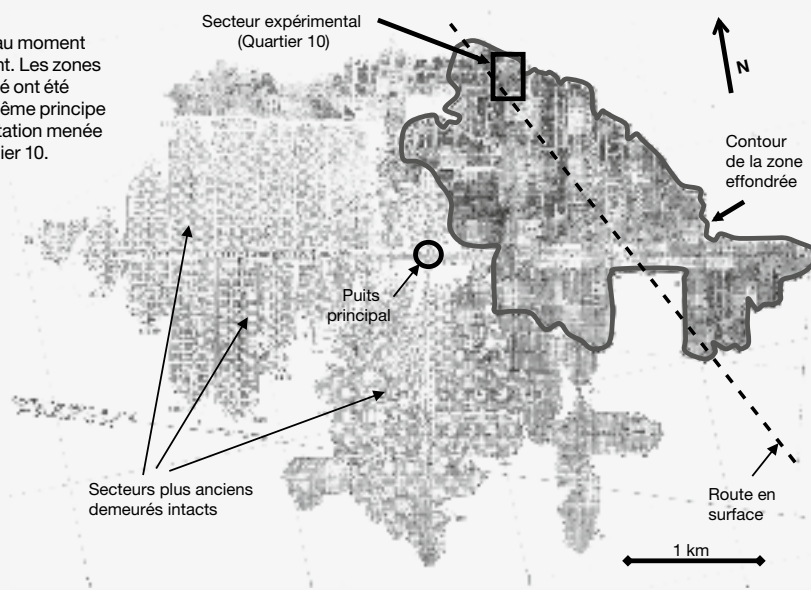 au moment
nt. Les zones
é ont été
ême principe
tation menée
ier 10.
Secteur expérimental
(Quartier 10)
N
Contour
de la zone
effondrée
Puits
principal
Secteurs plus anciens
demeurés intacts
Route en
surface
1 km